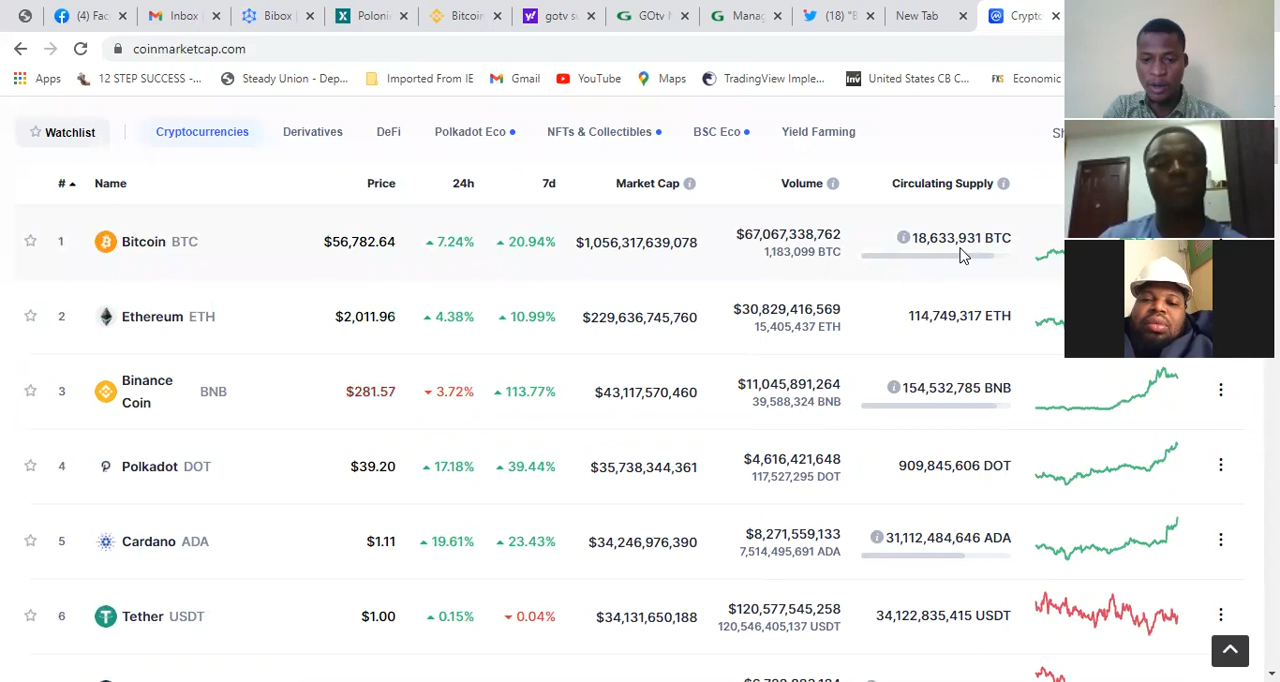 Fac
Inbox
Bibox
Poloni
Bitcoin
gotv s
GOtv
Mana
(18) "B
New Tab
Crypto
coinmarketcap.com
Apps
12 STEP SUCCESS -...
Steady Union - Dep...
Imported From IE
Gmail
YouTube
Maps
TradingView Imple...
United States CB C...
Economic
Watchlist
Cryptocurrencies
Derivatives
DeFi
Polkadot Eco
NFTs & Collectibles
BSC Eco
Yield Farming
Sh
# Name Price 24h 7d Market Cap Volume Circulating Supply
1 Bitcoin BTC $56,782.64 7.24% 20.94% $1,056,317,639,078 $67,067,338,762 18,633,931 BTC
1,183,099 BTC
2 Ethereum ETH $2,011.96 4.38% 10.99% $229,636,745,760 $30,829,416,569 114,749,317 ETH
15,405,437 ETH
3 Binance Coin BNB $281.57 3.72% 113.77% $43,117,570,460 $11,045,891,264 154,532,785 BNB
39,588,324 BNB
4 Polkadot DOT $39.20 17.18% 39.44% $35,738,344,361 $4,616,421,648 909,845,606 DOT
117,527,295 DOT
5 Cardano ADA $1.11 19.61% 23.43% $34,246,976,390 $8,271,559,133 31,112,484,646 ADA
7,514,495,691 ADA
6 Tether USDT $1.00 0.15% 0.04% $34,131,650,188 $120,577,545,258 34,122,835,415 USDT
120,546,405,137 USDT